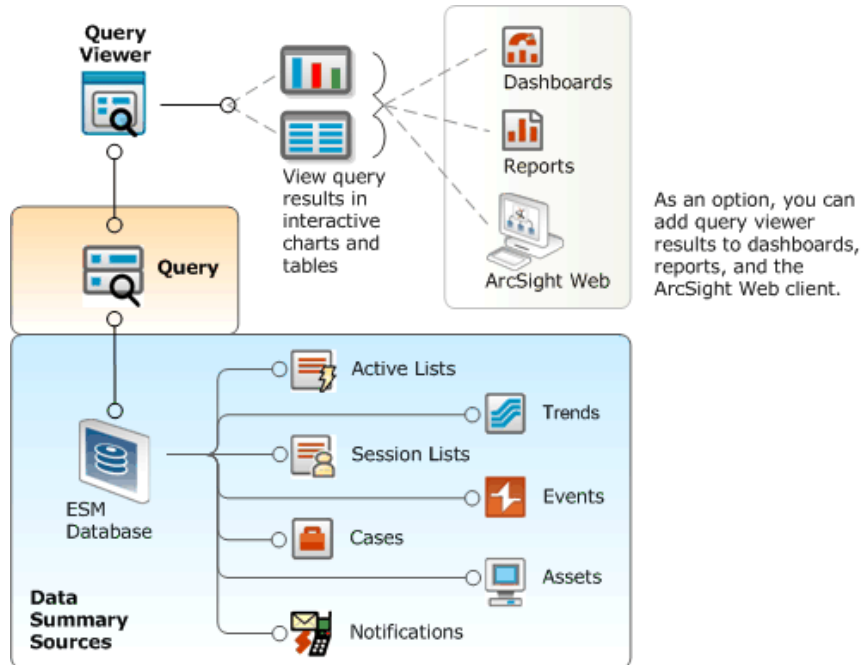 Query
Viewer
View query
results in
interactive
charts and
tables
Dashboards
Reports
ArcSight Web
As an option, you can
add query viewer
results to dashboards,
reports, and the
ArcSight Web client.
Query
ESM
Database
Active Lists
Trends
Session Lists
Events
Cases
Assets
Notifications
Data
Summary
Sources